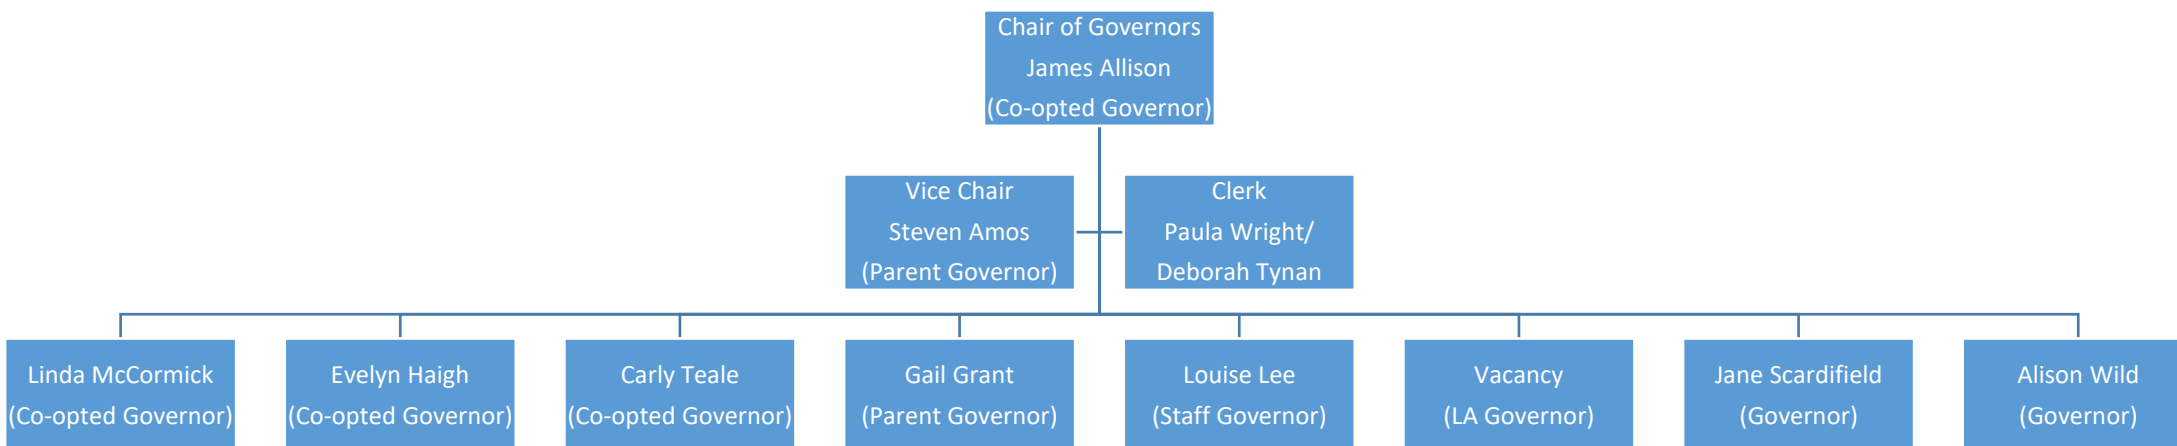 Chair of Governors
James Allison
(Co-opted Governor)
Vice Chair
Steven Amos
(Parent Governor)
Clerk
Paula Wright/
Deborah Tynan
Linda McCormick
(Co-opted Governor)
Evelyn Haigh
(Co-opted Governor)
Carly Teale
(Co-opted Governor)
Gail Grant
(Parent Governor)
Louise Lee
(Staff Governor)
Vacancy
(LA Governor)
Jane Scardifield
(Governor)
Alison Wild
(Governor)